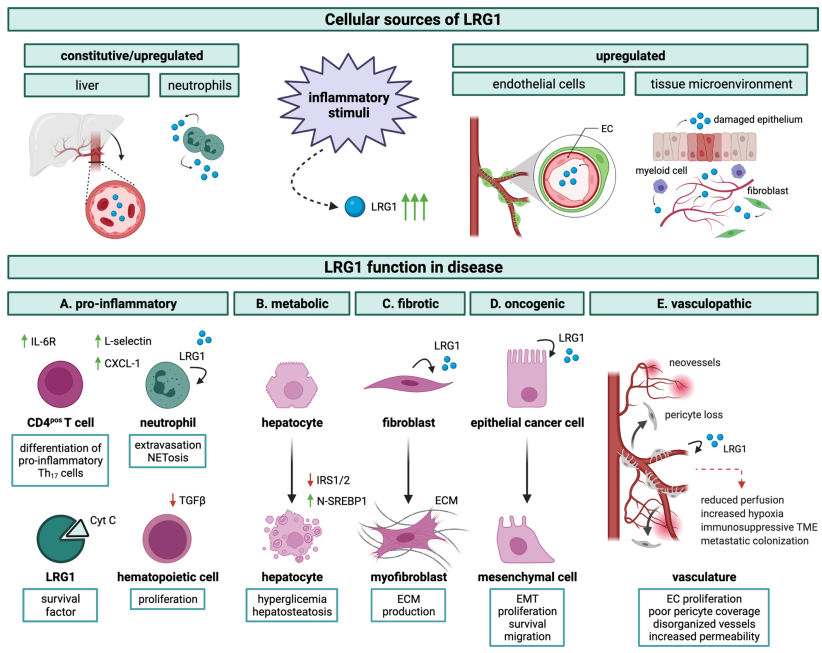 Cellular sources of LRG1
constitutive/upregulated
liver
neutrophils
inflammatory
stimuli
LRG1
upregulated
endothelial cells
tissue microenvironment
EC
damaged epithelium
myeloid cell
fibroblast
LRG1 function in disease
A. pro-inflammatory
B. metabolic
C. fibrotic
D. oncogenic
E. vasculopathic
IL-6R
L-selectin
CXCL-1
LRG1
CD4pos T cell
neutrophil
differentiation of
pro-inflammatory
Th17 cells
extravasation
NETosis
Cyt C
TGFβ
LRG1
hematopoietic cell
survival
factor
proliferation
hepatocyte
IRS1/2
N-SREBP1
hepatocyte
hyperglicemia
hepatosteatosis
LRG1
fibroblast
ECM
myofibroblast
ECM
production
LRG1
epithelial cancer cell
mesenchymal cell
EMT
proliferation
survival
migration
neovessels
pericyte loss
LRG1
reduced perfusion
increased hypoxia
immunosuppressive TME
metastatic colonization
vasculature
EC proliferation
poor pericyte coverage
disorganized vessels
increased permeability